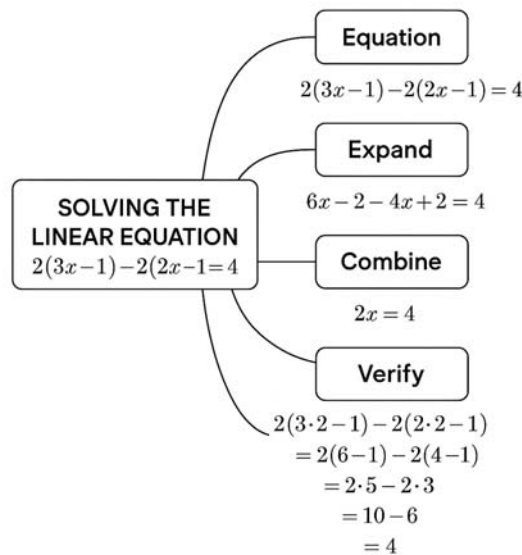 SOLVING THE
LINEAR EQUATION
2(3x−1)−2(2x−1=4
Equation
2(3x−1)−2(2x−1)=4
Expand
6x−2−4x+2=4
Combine
2x=4
Verify
2(3·2−1)−2(2·2−1)
=2(6−1)−2(4−1)
=2·5−2·3
=10−6
=4